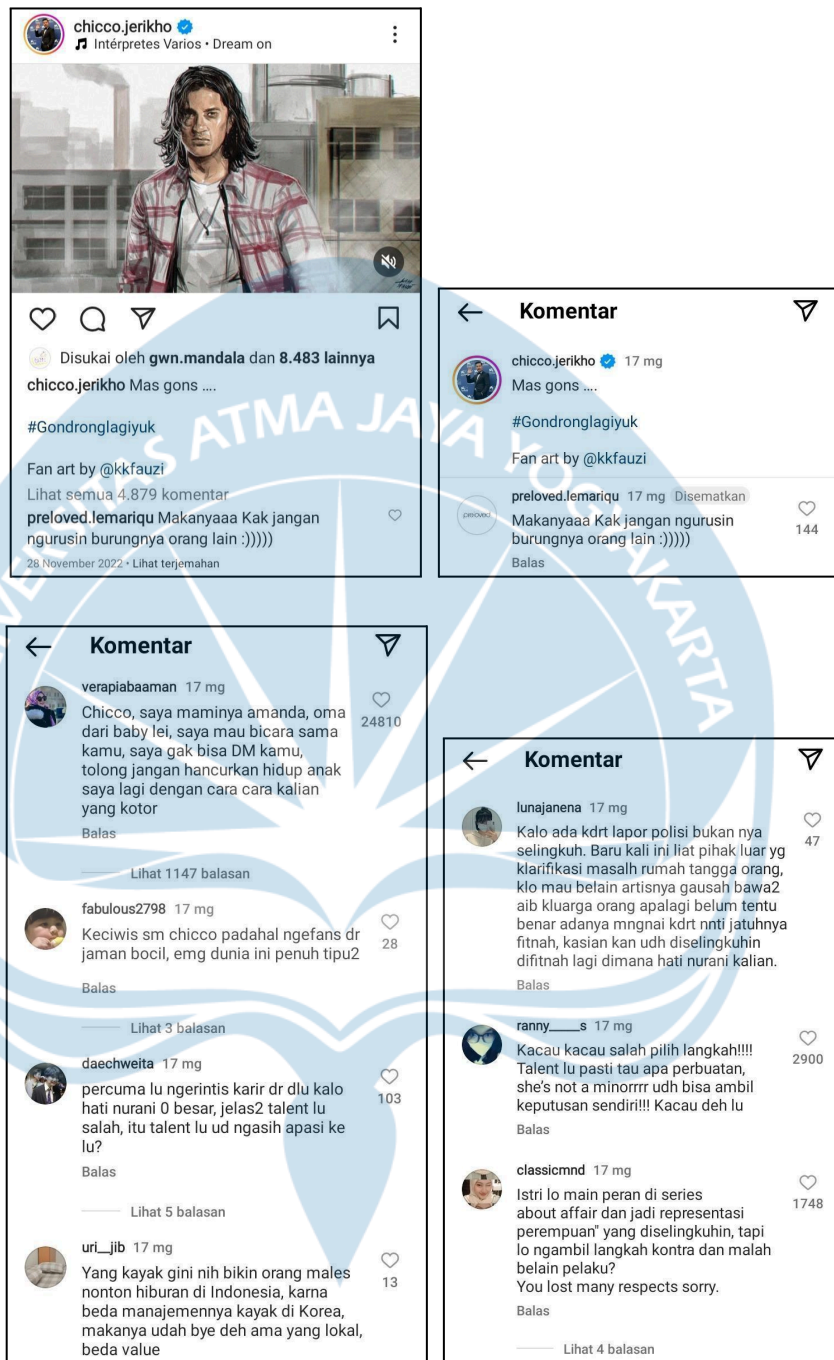 chicco.jerikho
Intérpretes Varios • Dream on
Disukai oleh gwn.mandala dan 8.483 lainnya
chicco.jerikho Mas gons ....
#Gondronglagiyuk
Fan art by @kkfauzi
Lihat semua 4.879 komentar
preloved.lemariqu Makanyaaa Kak jangan
ngurusin burungnya orang lain :)))))
28 November 2022 • Lihat terjemahan
Komentar
chicco.jerikho 17 mg
Mas gons ....
#Gondronglagiyuk
Fan art by @kkfauzi
preloved
preloved.lemariqu 17 mg Disematkan
Makanyaaa Kak jangan ngurusin
burungnya orang lain :)))))
144
Balas
Komentar
verapiabaaman 17 mg
Chicco, saya maminya amanda, oma
dari baby lei, saya mau bicara sama
kamu, saya gak bisa DM kamu,
tolong jangan hancurkan hidup anak
saya lagi dengan cara cara kalian
yang kotor
24810
Balas
Lihat 1147 balasan
fabulous2798 17 mg
Keciwis sm chicco padahal ngefans dr
jaman bocil, emg dunia ini penuh tipu2
28
Balas
Lihat 3 balasan
daechweita 17 mg
percuma lu ngerintis karir dr dlu kalo
hati nurani 0 besar, jelas2 talent lu
salah, itu talent lu ud ngasih apasi ke
lu?
103
Balas
Lihat 5 balasan
uri__jib 17 mg
Yang kayak gini nih bikin orang males
nonton hiburan di Indonesia, karna
beda manajemennya kayak di Korea,
makanya udah bye deh ama yang lokal,
beda value
13
Komentar
lunajanena 17 mg
Kalo ada kdrt lapor polisi bukan nya
selingkuh. Baru kali ini liat pihak luar yg
klarifikasi masalh rumah tangga orang,
klo mau belain artisnya gausah bawa2
aib kluarga orang apalagi belum tentu
benar adanya mngnai kdrt nnti jatuhnya
fitnah, kasian kan udh diselingkuhin
difitnah lagi dimana hati nurani kalian.
47
Balas
ranny_____s 17 mg
Kacau kacau salah pilih langkah!!!!
Talent lu pasti tau apa perbuatan,
she's not a minorrrr udh bisa ambil
keputusan sendiri!!! Kacau deh lu
2900
Balas
classicmnd 17 mg
Istri lo main peran di series
about affair dan jadi representasi
perempuan" yang diselingkuhin, tapi
lo ngambil langkah kontra dan malah
belain pelaku?
You lost many respects sorry.
1748
Balas
Lihat 4 balasan
UNIVERSITAS ATMA JAYA YOGYAKARTA